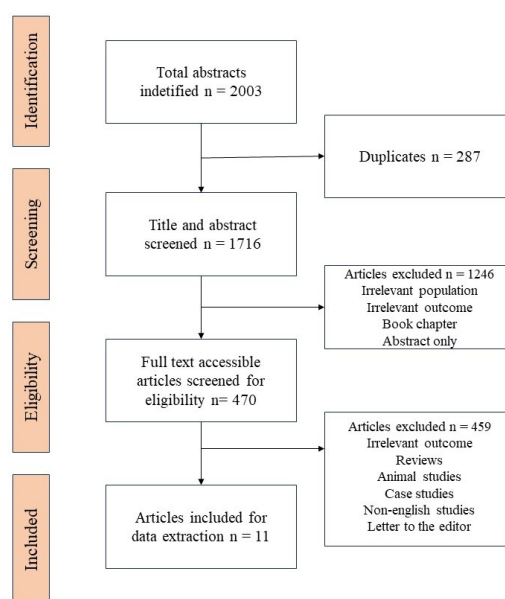 Identification
Total abstracts
indetified n = 2003
Duplicates n = 287
Screening
Title and abstract
screened n = 1716
Articles excluded n = 1246
Irrelevant population
Irrelevant outcome
Book chapter
Abstract only
Eligibility
Full text accessible
articles screened for
eligibility n= 470
Articles excluded n = 459
Irrelevant outcome
Reviews
Animal studies
Case studies
Non-english studies
Letter to the editor
Included
Articles included for
data extraction n = 11